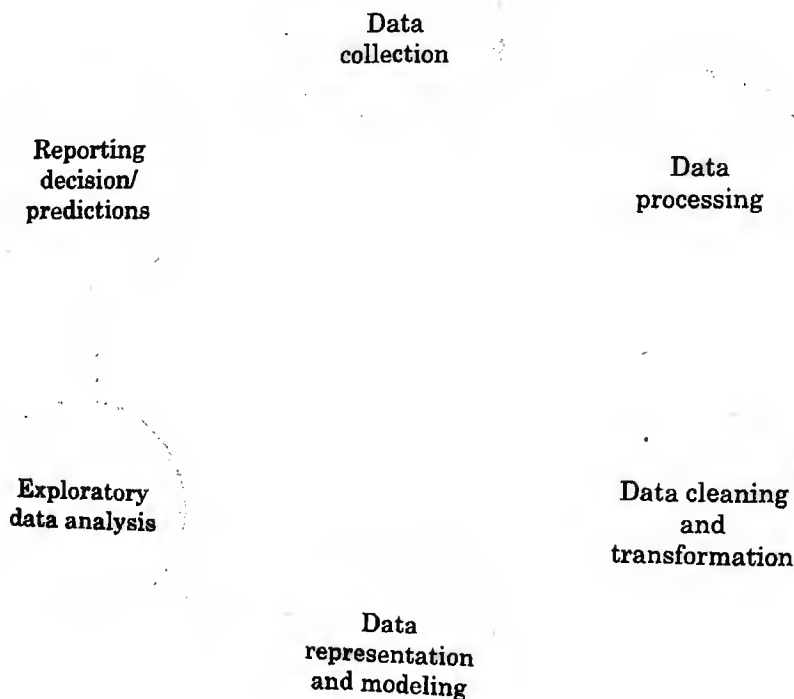 Data
collection
Reporting
decision/
predictions
Data
processing
Exploratory
data analysis
Data cleaning
and
transformation
Data
representation
and modeling